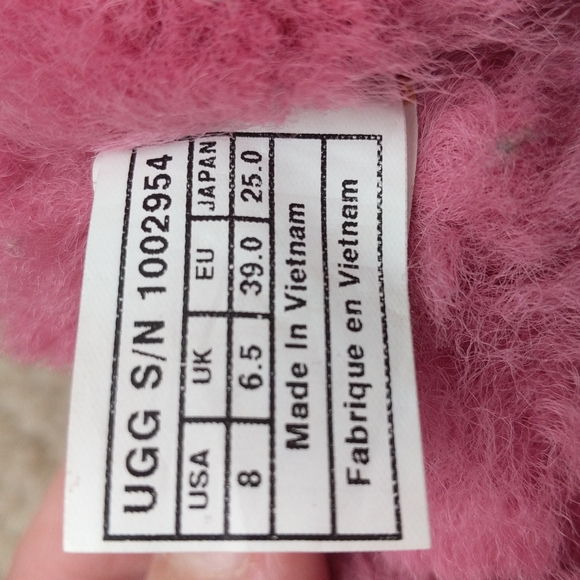 UGG S/N 1002954
USA UK EU JAPAN
8 6.5 39.0 25.0
Made In Vietnam
Fabrique en Vietnam